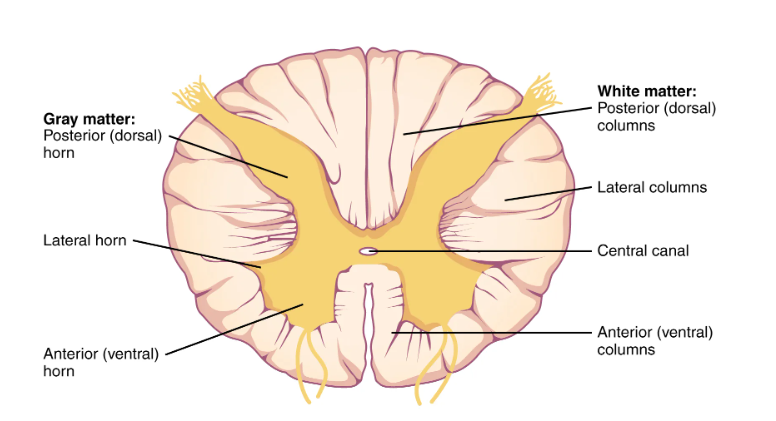 Gray matter:
Posterior (dorsal)
horn
Lateral horn
Anterior (ventral)
horn
White matter:
Posterior (dorsal)
columns
Lateral columns
Central canal
Anterior (ventral)
columns